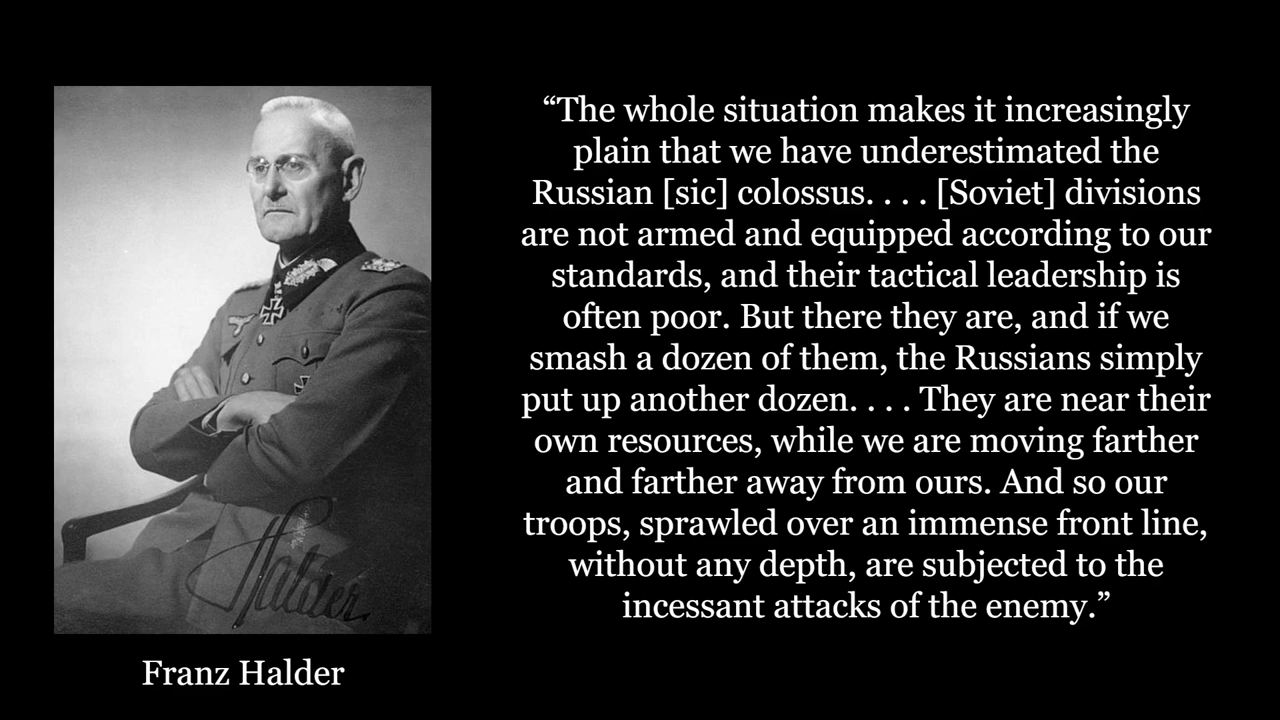 “The whole situation makes it increasingly
plain that we have underestimated the
Russian [sic] colossus. . . . [Soviet] divisions
are not armed and equipped according to our
standards, and their tactical leadership is
often poor. But there they are, and if we
smash a dozen of them, the Russians simply
put up another dozen. . . . They are near their
own resources, while we are moving farther
and farther away from ours. And so our
troops, sprawled over an immense front line,
without any depth, are subjected to the
incessant attacks of the enemy.”
Halder.
Franz Halder